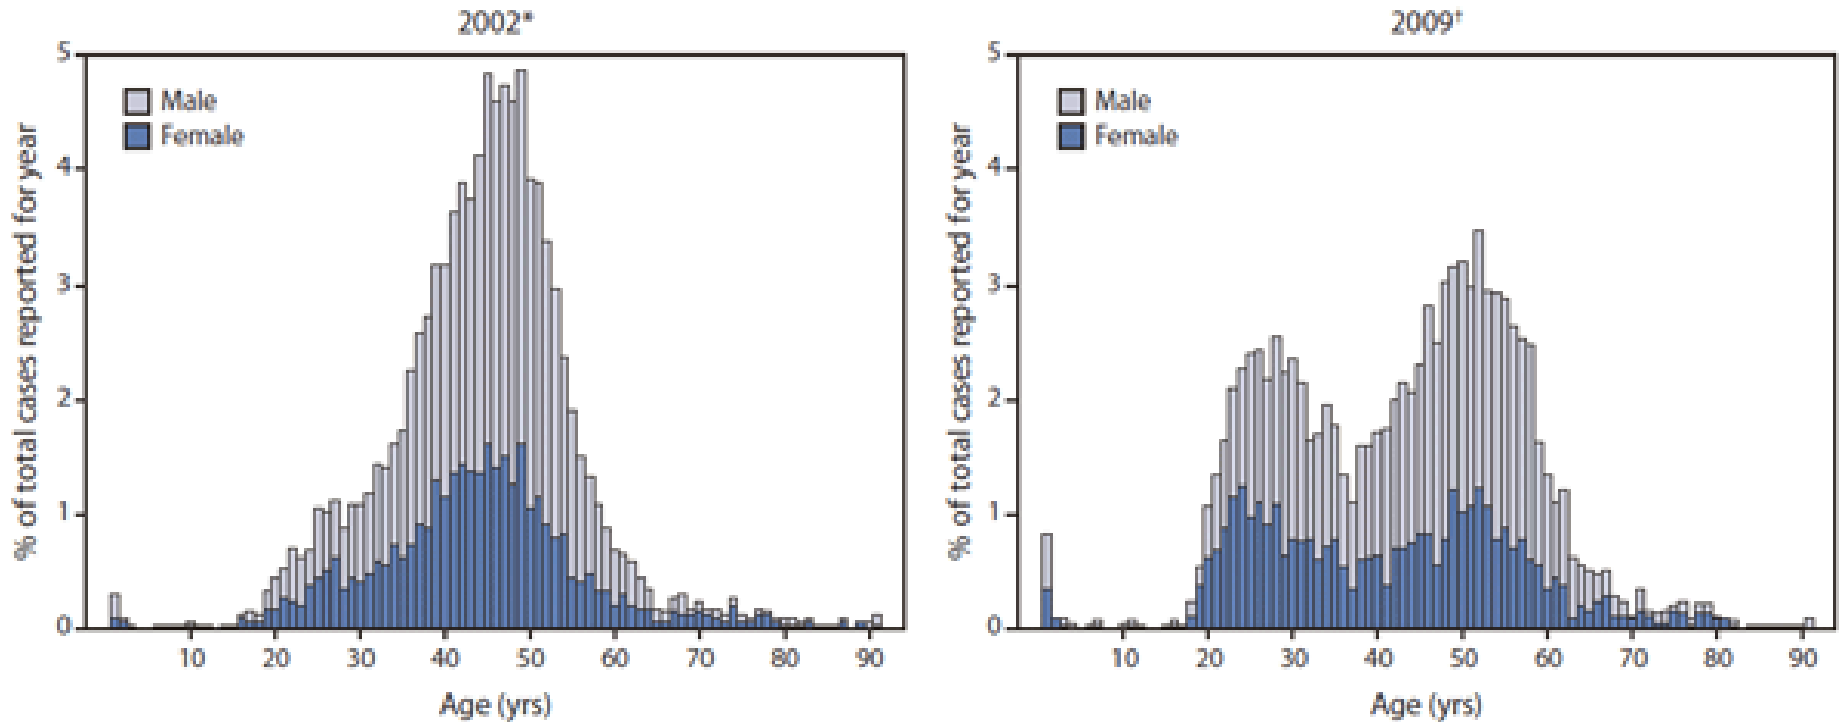 2002*
5
4
3
2
1
0
% of total cases reported for year
Male
Female
10 20 30 40 50 60 70 80 90
Age (yrs)
2009†
5
4
3
2
1
0
% of total cases reported for year
Male
Female
10 20 30 40 50 60 70 80 90
Age (yrs)